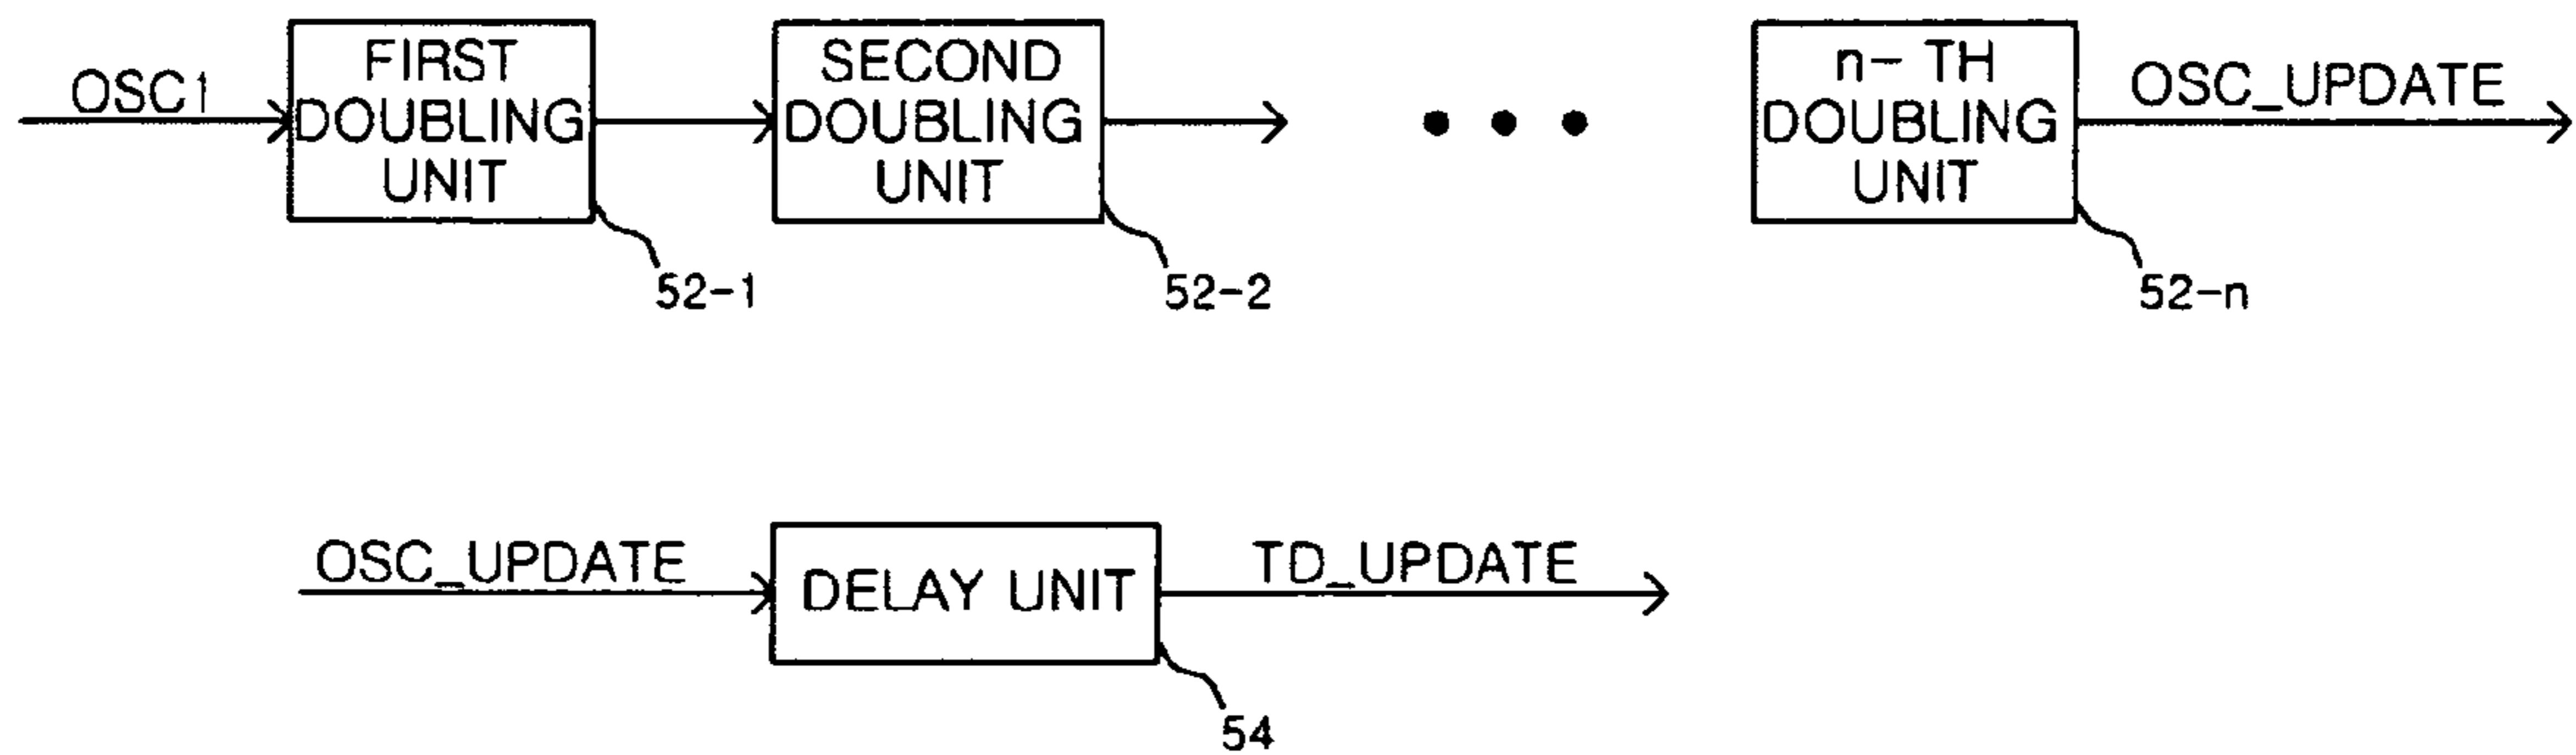 OSC1
FIRST
DOUBLING
UNIT
52-1
SECOND
DOUBLING
UNIT
52-2
n- TH
DOUBLING
UNIT
52-n
OSC_UPDATE
OSC_UPDATE
DELAY UNIT
54
TD_UPDATE